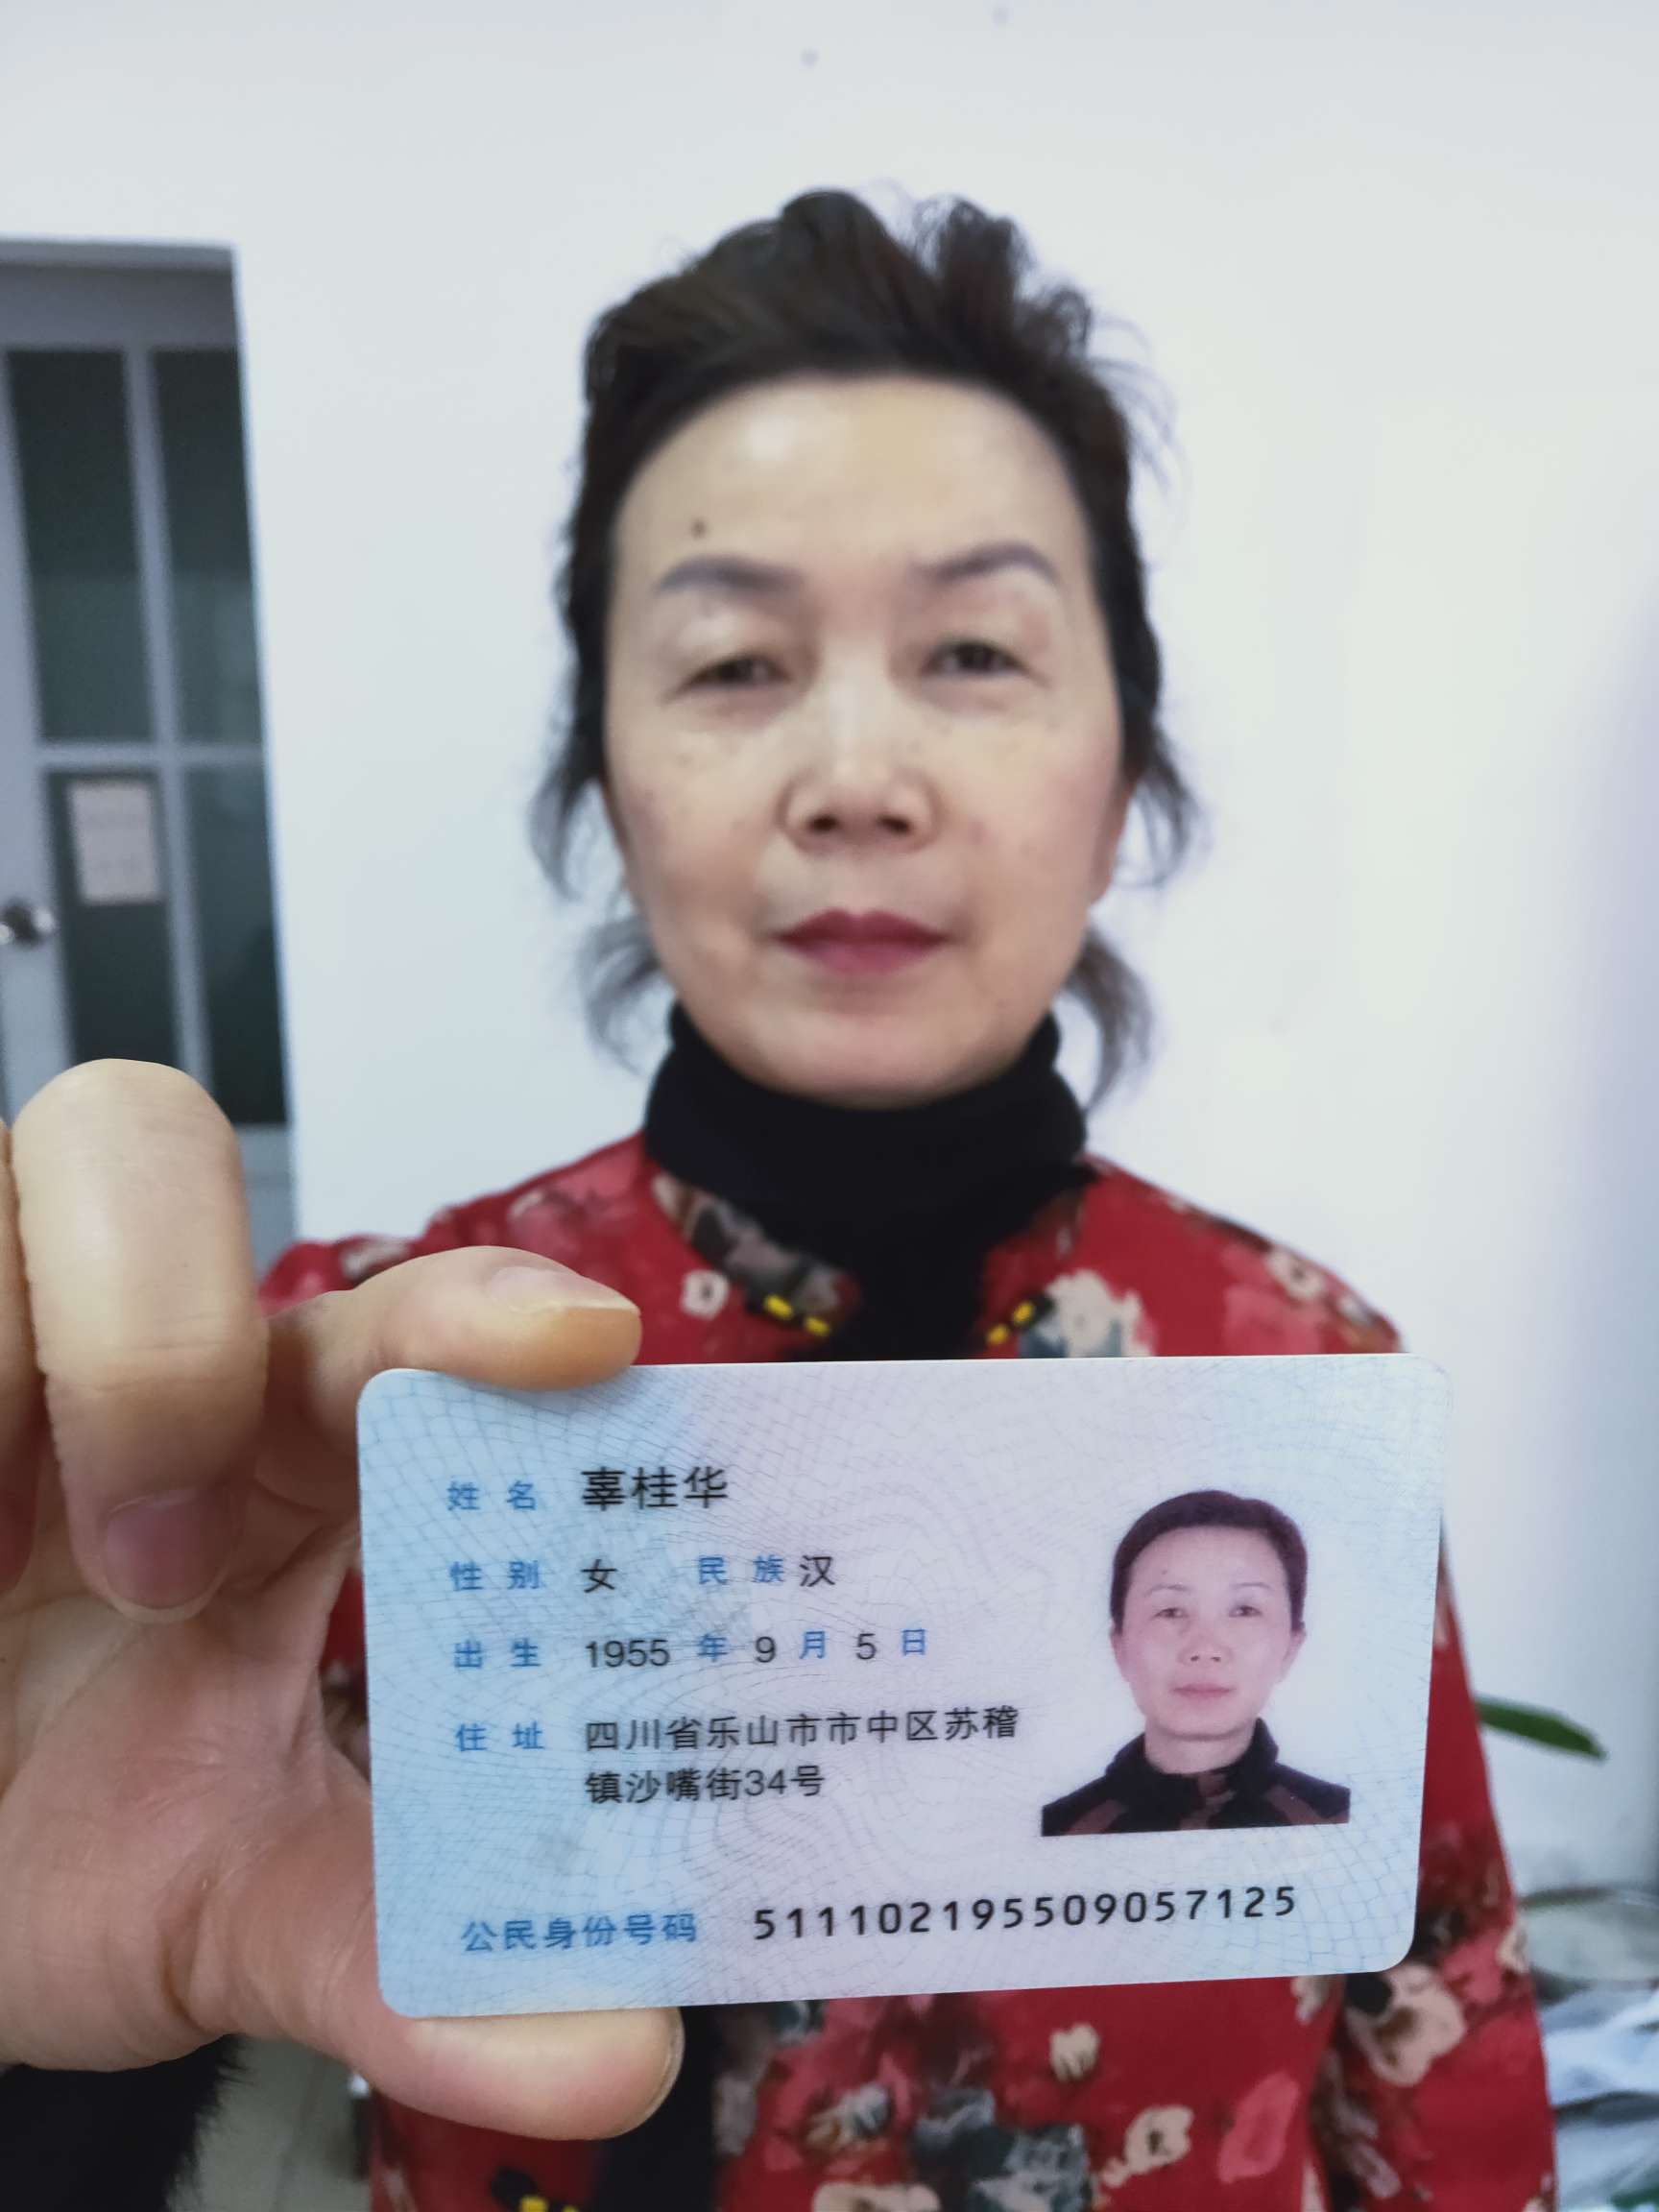 姓名 辜桂华
性别 女 民族 汉
出生 1955 年 9 月 5 日
住址 四川省乐山市市中区苏稽
镇沙嘴街34号
公民身份号码 511102195509057125